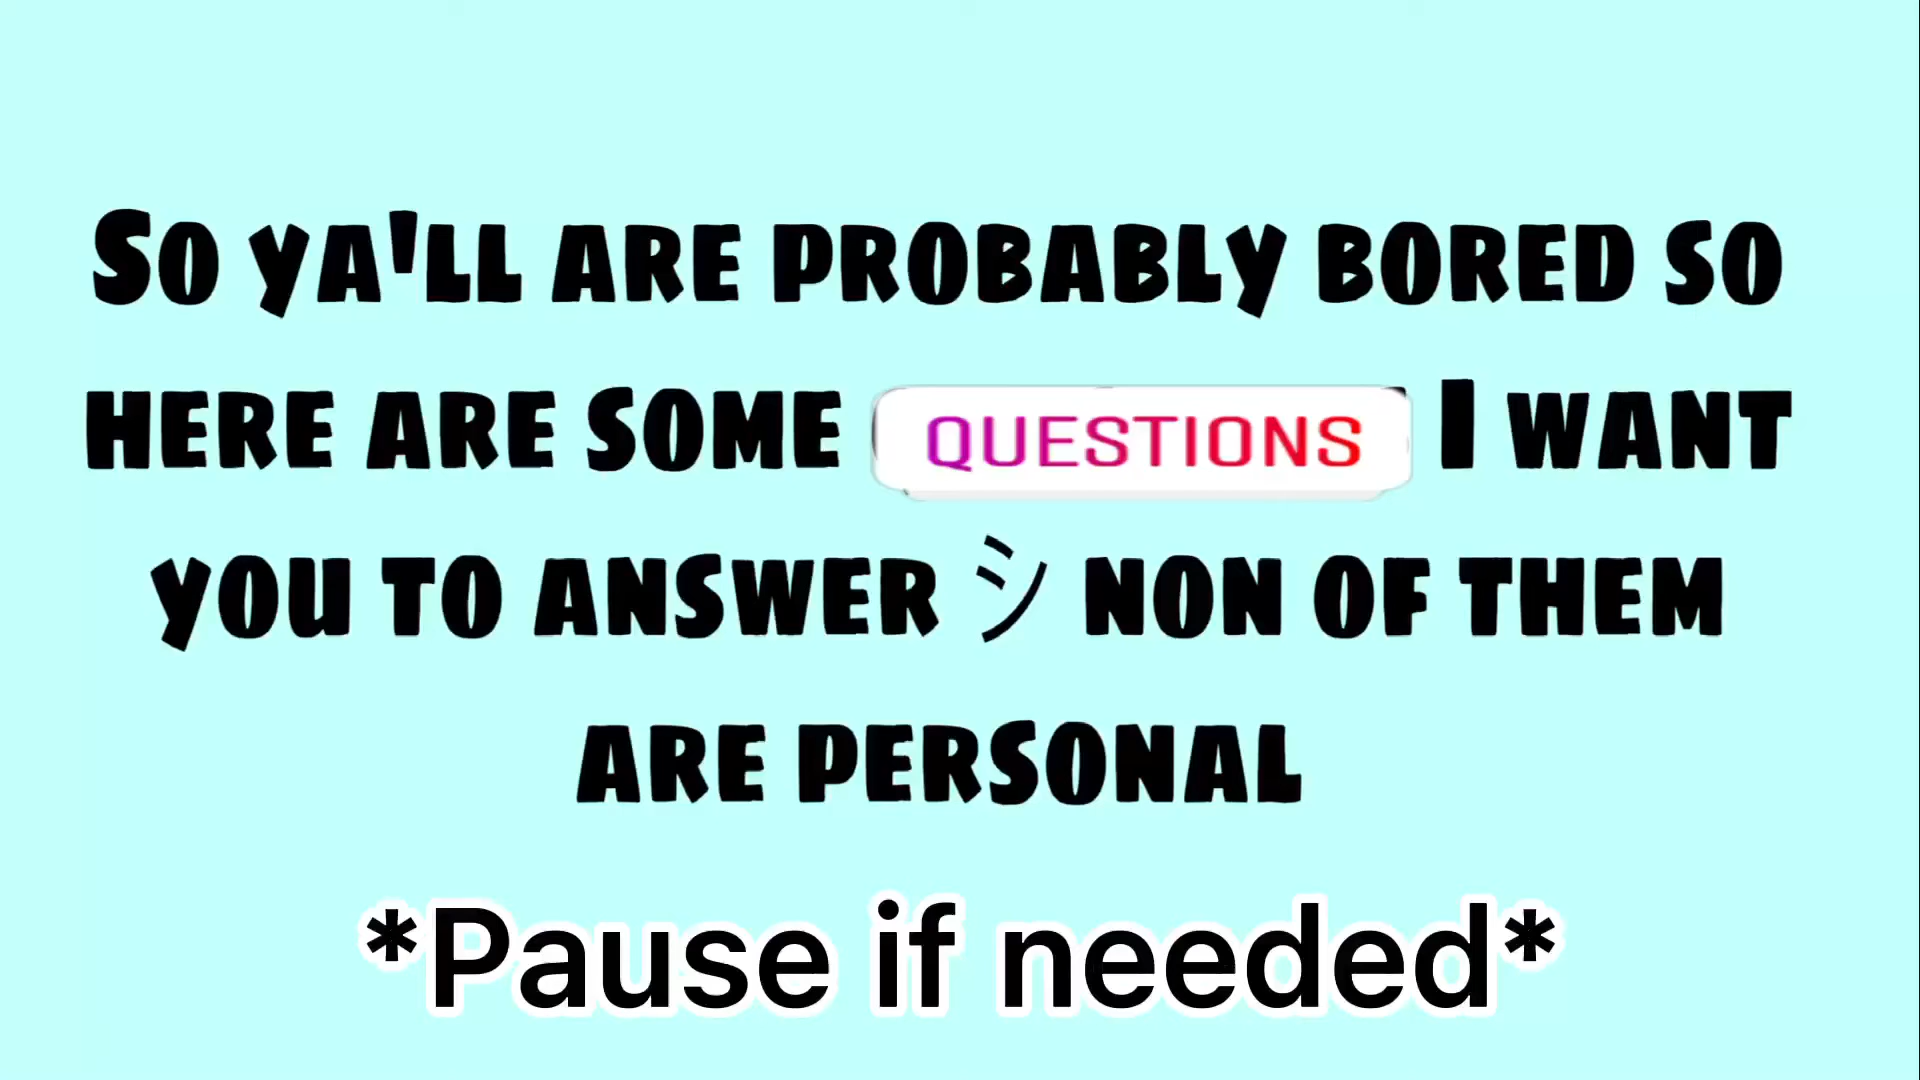 So ya'll are probably bored so
here are some QUESTIONS I want
you to answer シ non of them
are personal
*Pause if needed*